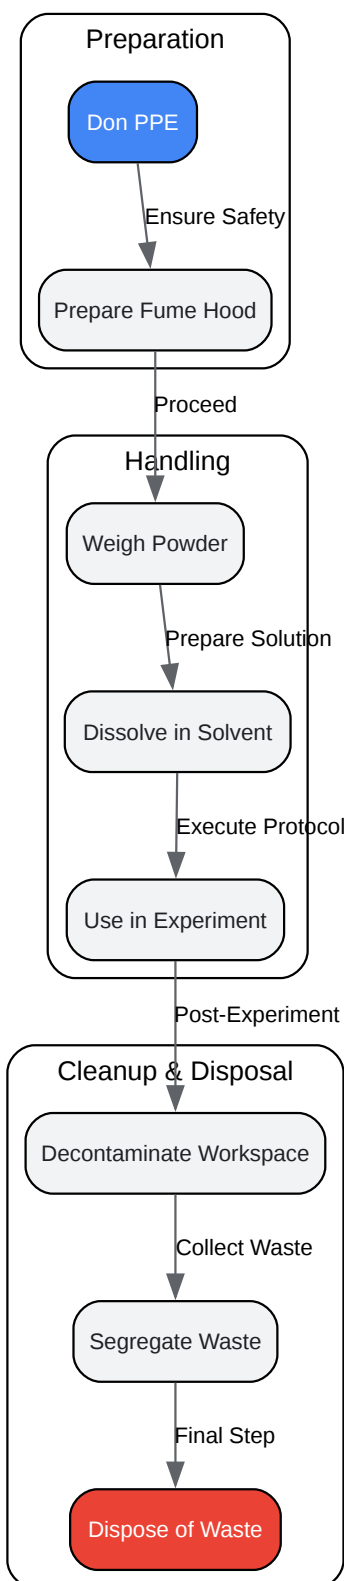 Preparation
Don PPE
Ensure Safety
Prepare Fume Hood
Proceed
Handling
Weigh Powder
Prepare Solution
Dissolve in Solvent
Execute Protocol
Use in Experiment
Post-Experiment
Cleanup & Disposal
Decontaminate Workspace
Collect Waste
Segregate Waste
Final Step
Dispose of Waste